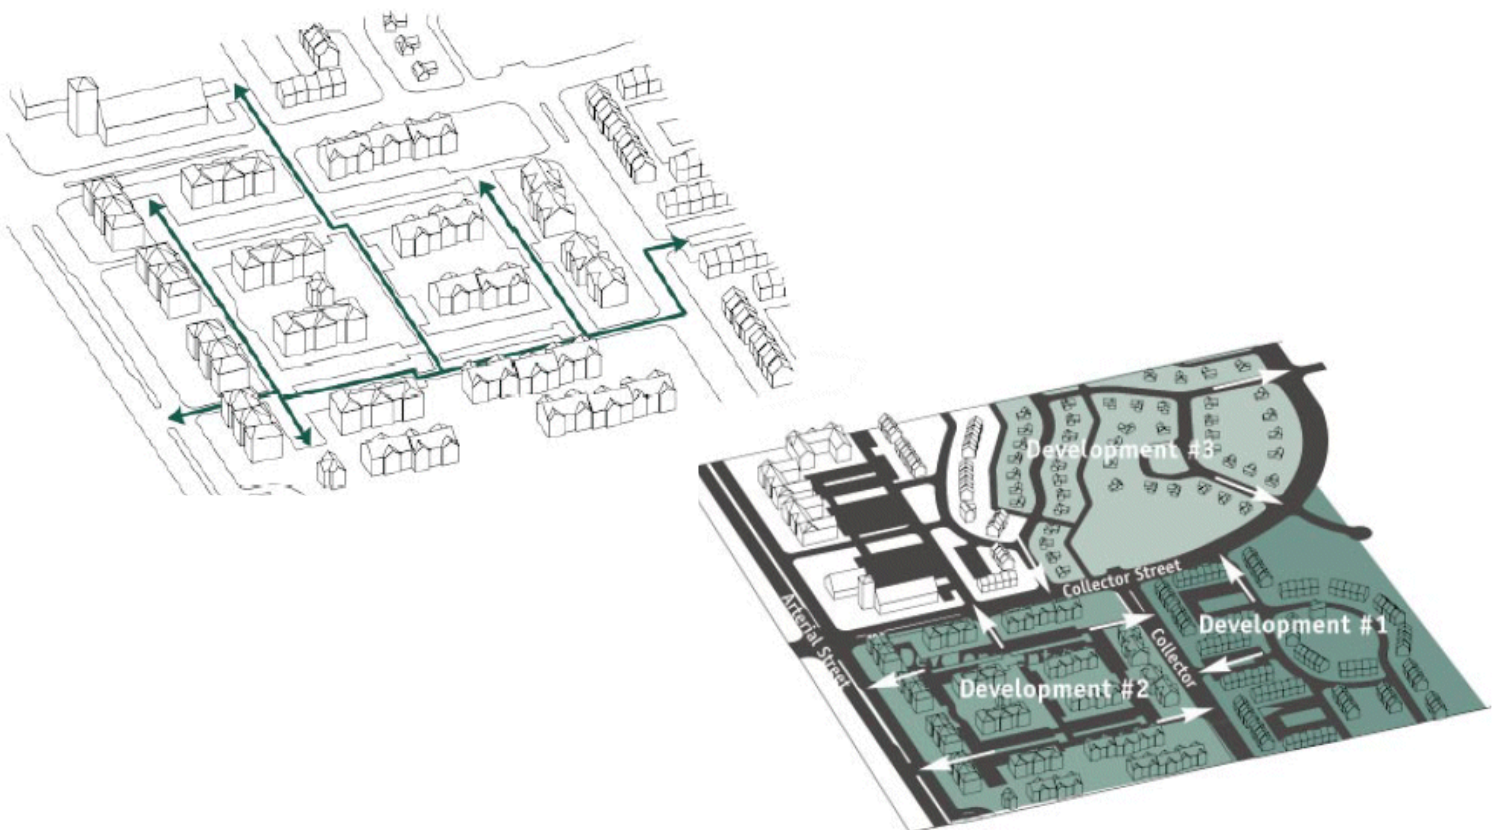 Development #3
Collector Street
Arterial Street
Development #1
Collector
Development #2